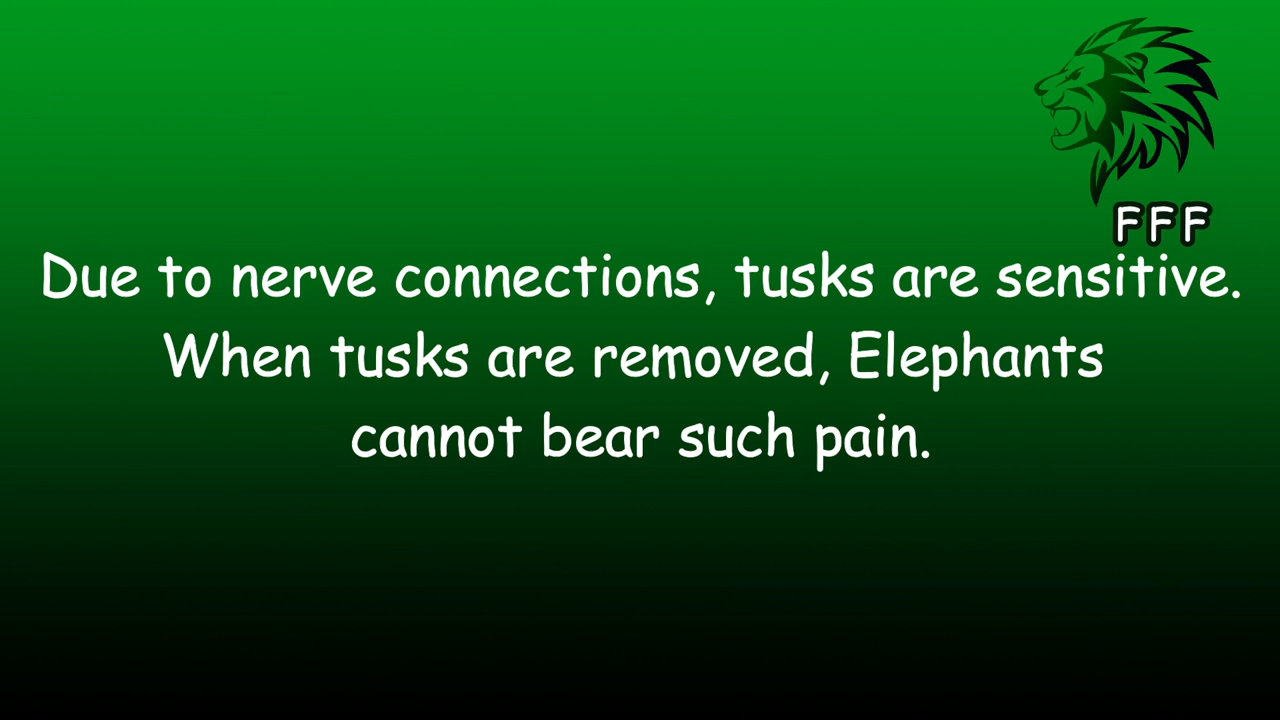 FFF
Due to nerve connections, tusks are sensitive.
When tusks are removed, Elephants
cannot bear such pain.